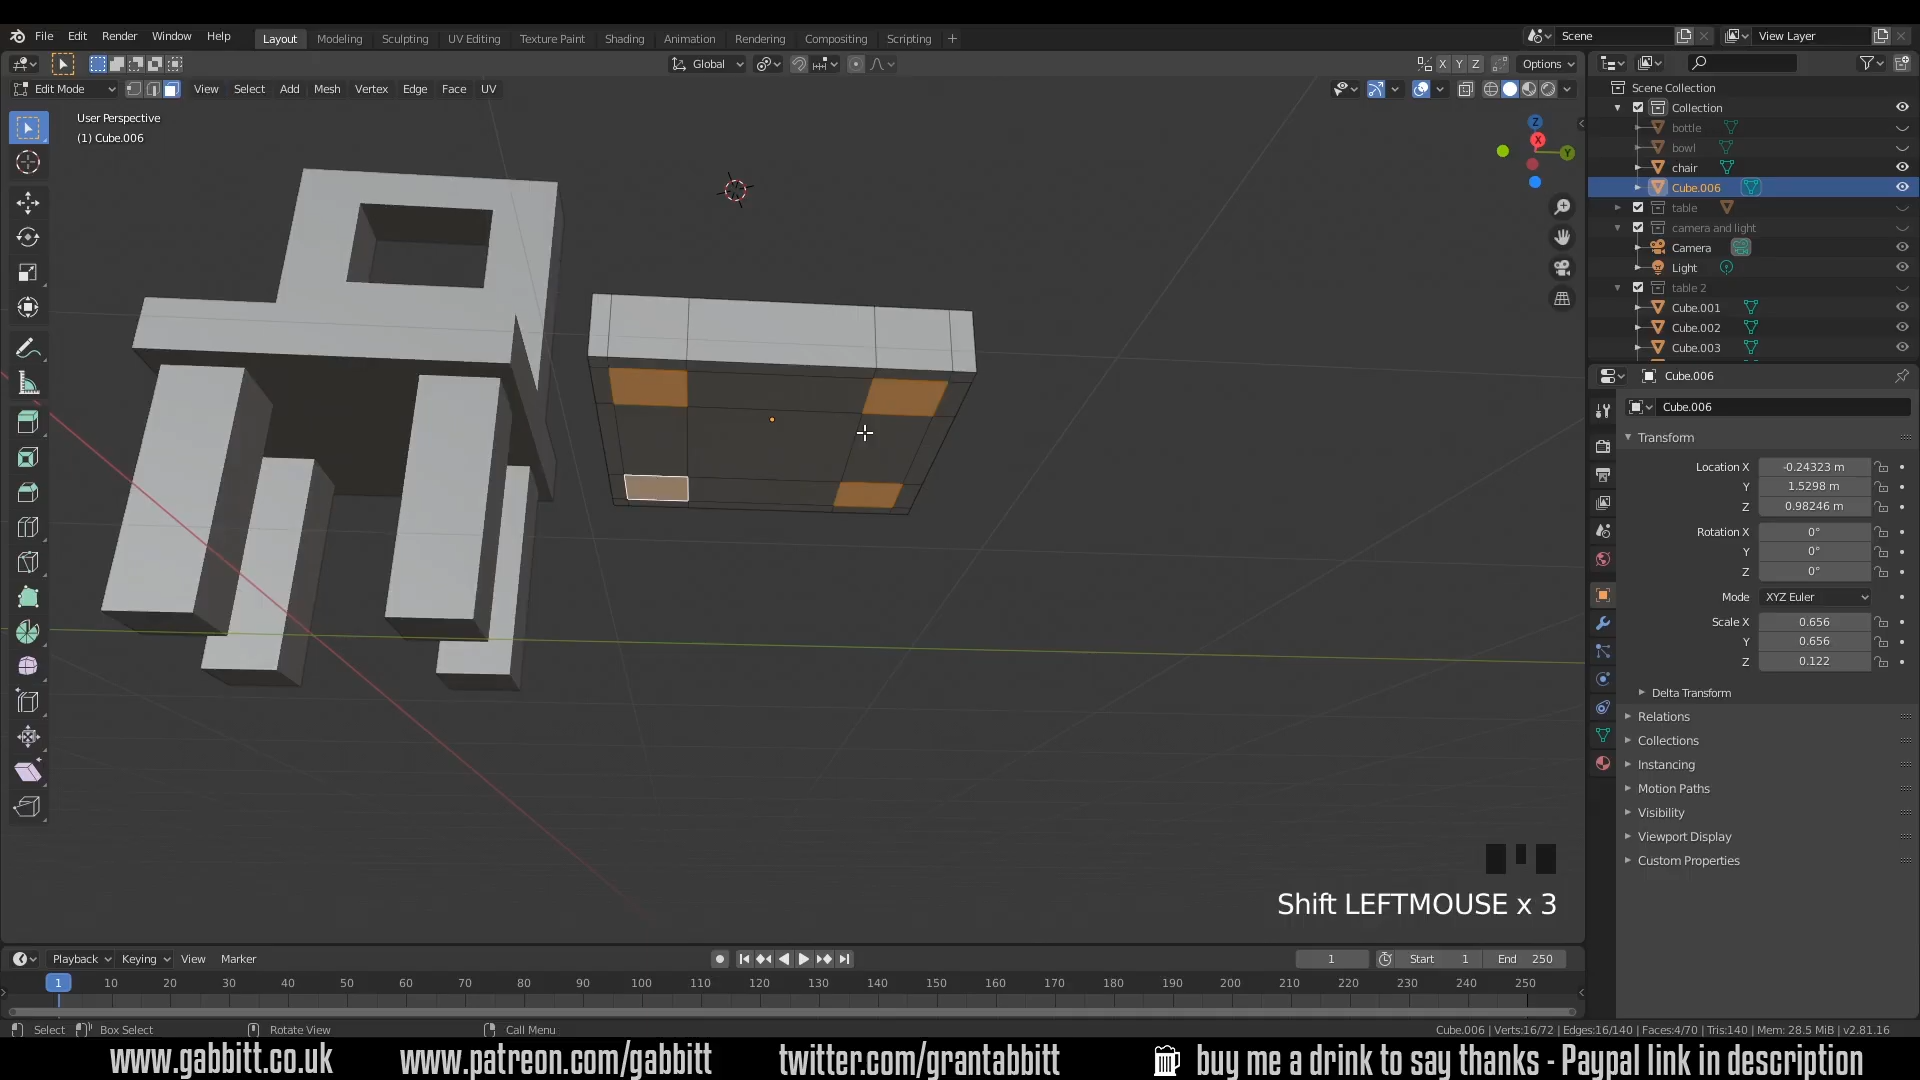 File Edit Render Window Help Layout Modeling Sculpting UV Editing Texture Paint Shading Animation Rendering Compositing Scripting Scene View Layer
Global X Y Z Options
Edit Mode View Select Add Mesh Vertex Edge Face UV
User Perspective
(1) Cube.006
Z
X
Y
Scene Collection
Collection
bottle
bowl
chair
Cube.006
table
camera and light
Camera
Light
table 2
Cube.001
Cube.002
Cube.003
Cube.006
Cube.006
Transform
Location X -0.24323 m
Y 1.5298 m
Z 0.98246 m
Rotation X 0°
Y 0°
Z 0°
Mode XYZ Euler
Scale X 0.656
Y 0.656
Z 0.122
Delta Transform
Relations
Collections
Instancing
Motion Paths
Visibility
Viewport Display
Custom Properties
Shift LEFTMOUSE x 3
Playback Keying View Marker 1 Start 1 End 250
1 10 20 30 40 50 60 70 80 90 100 110 120 130 140 150 160 170 180 190 200 210 220 230 240 250
Select Box Select Rotate View Call Menu Cube.006 | Verts:16/72 | Edges:16/140 | Faces:4/70 | Tris:140 | Mem: 28.5 MiB | v2.81.16
www.gabbitt.co.uk www.patreon.com/gabbitt twitter.com/grantabbitt buy me a drink to say thanks - Paypal link in description